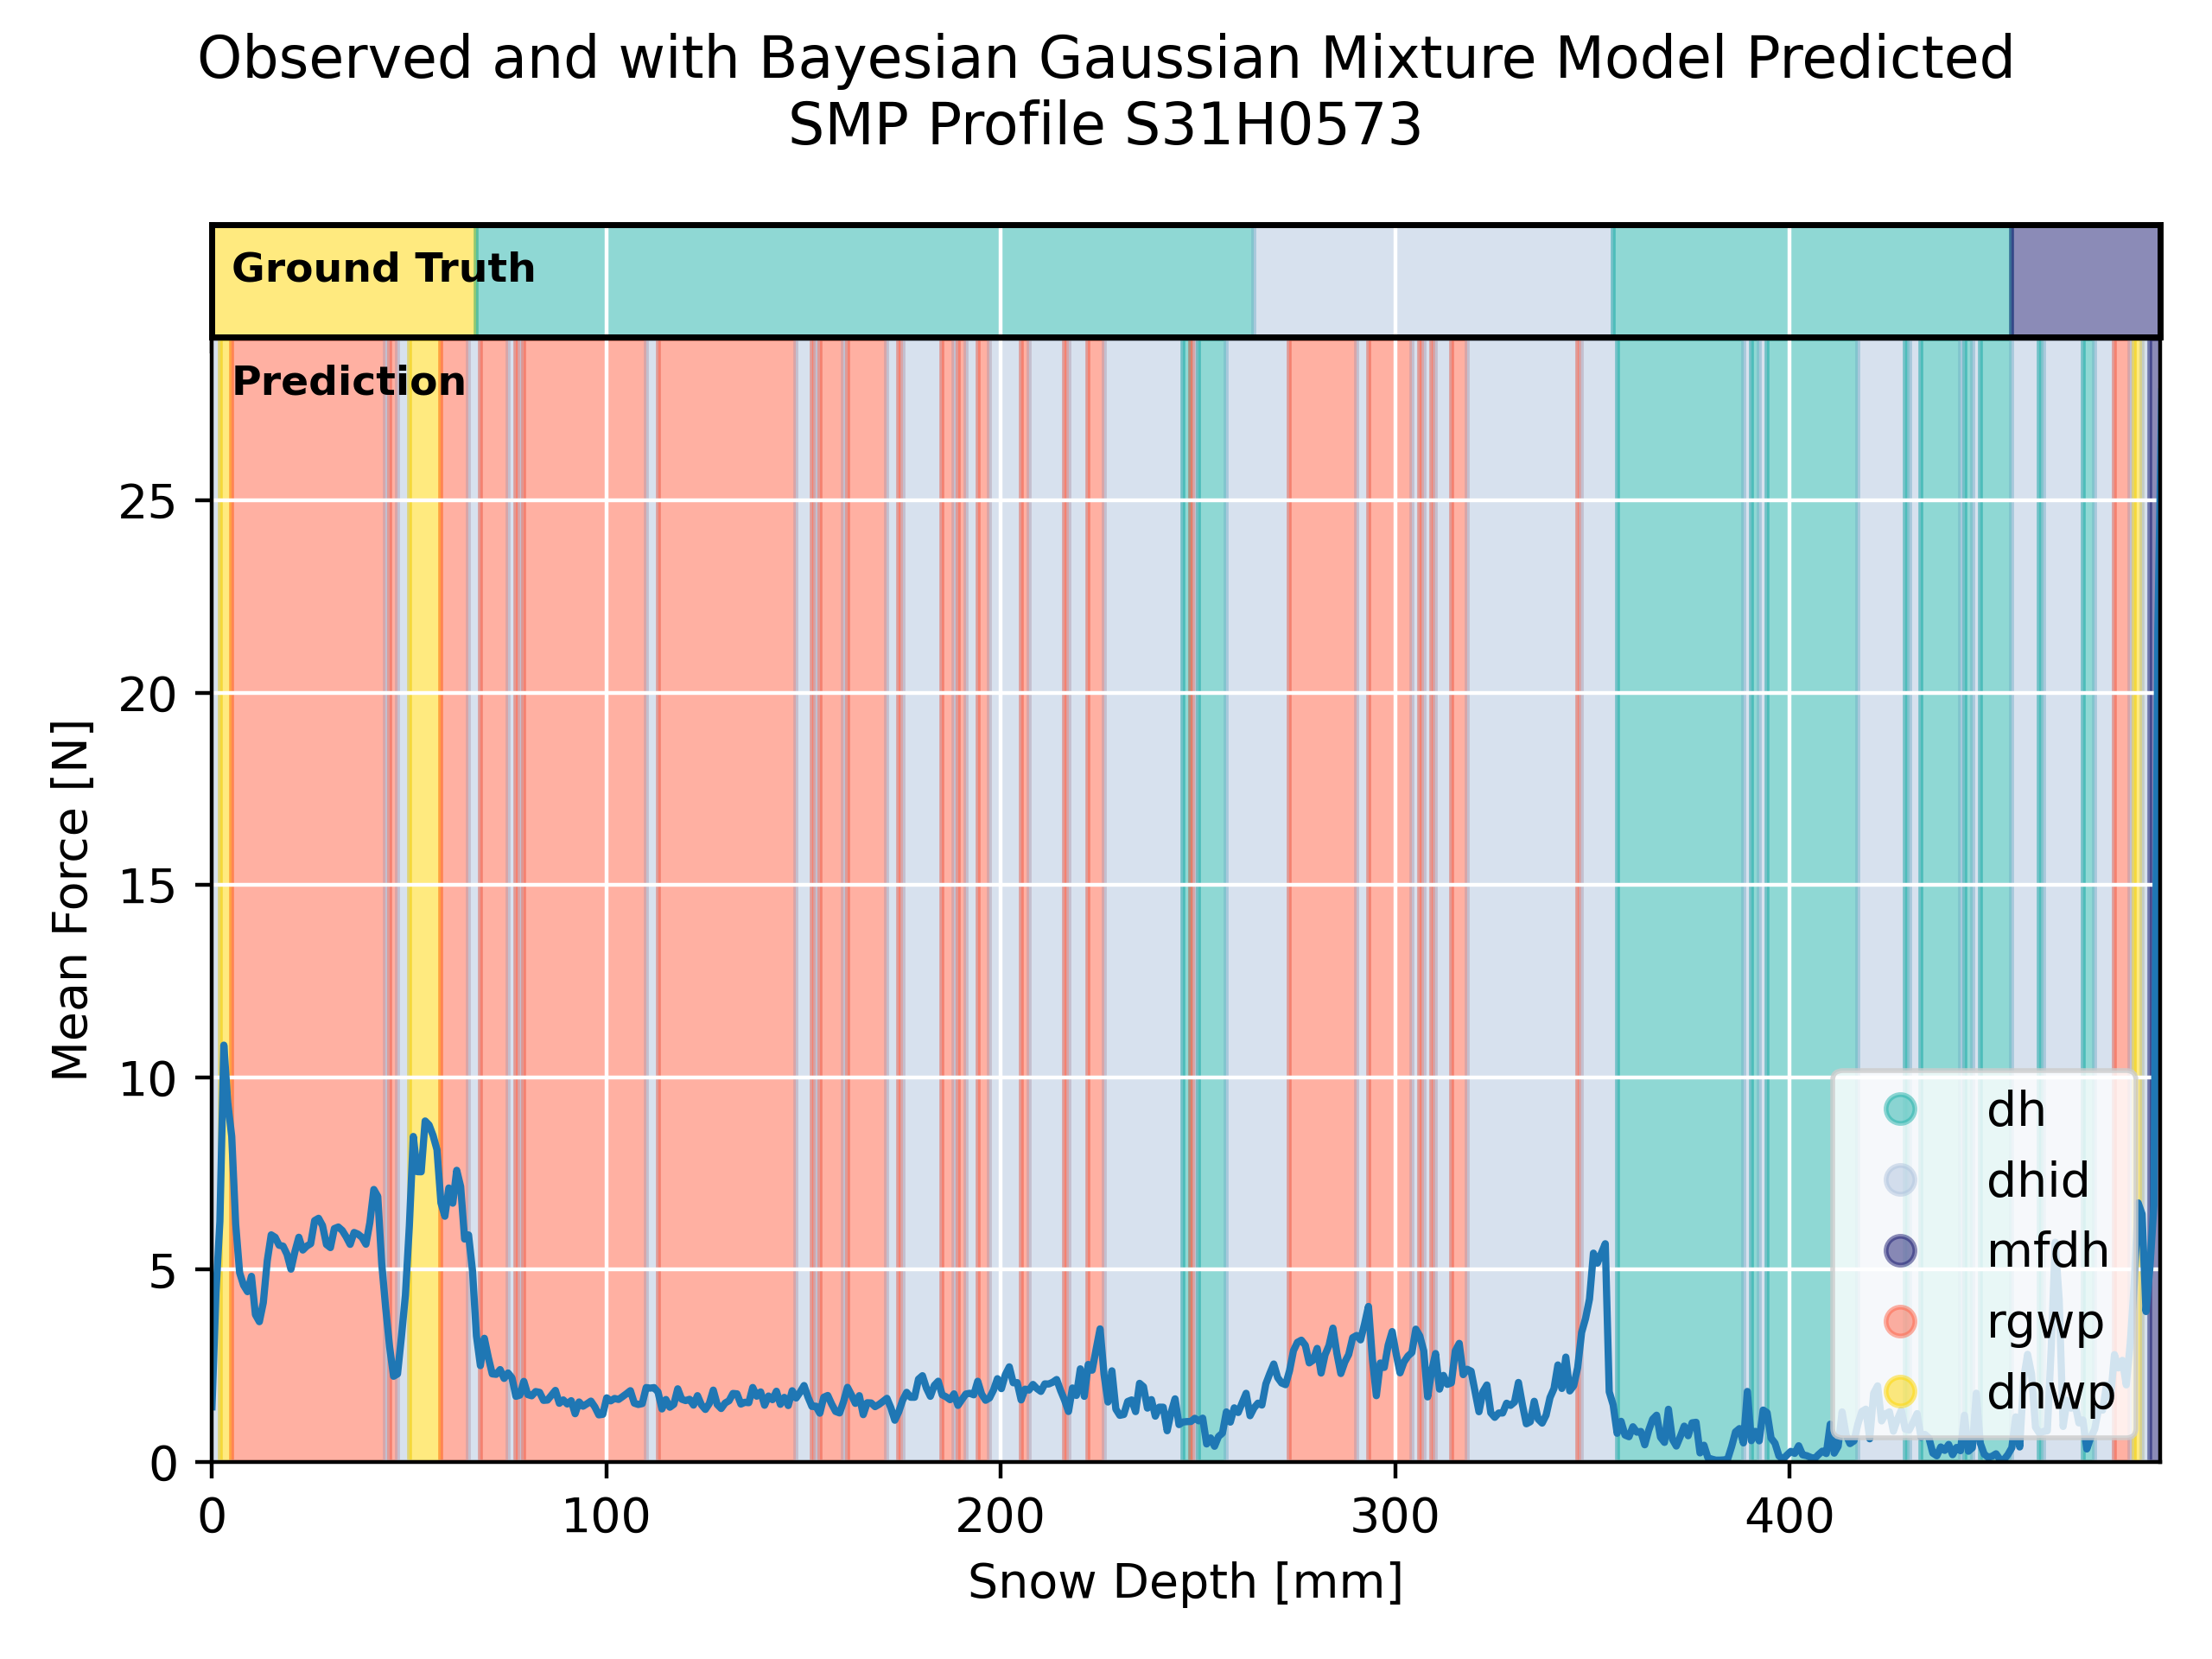 Observed and with Bayesian Gaussian Mixture Model Predicted
SMP Profile S31H0573
Ground Truth
Prediction
Mean Force [N]
25
20
15
10
5
0
dh
dhid
mfdh
rgwp
dhwp
0 100 200 300 400
Snow Depth [mm]